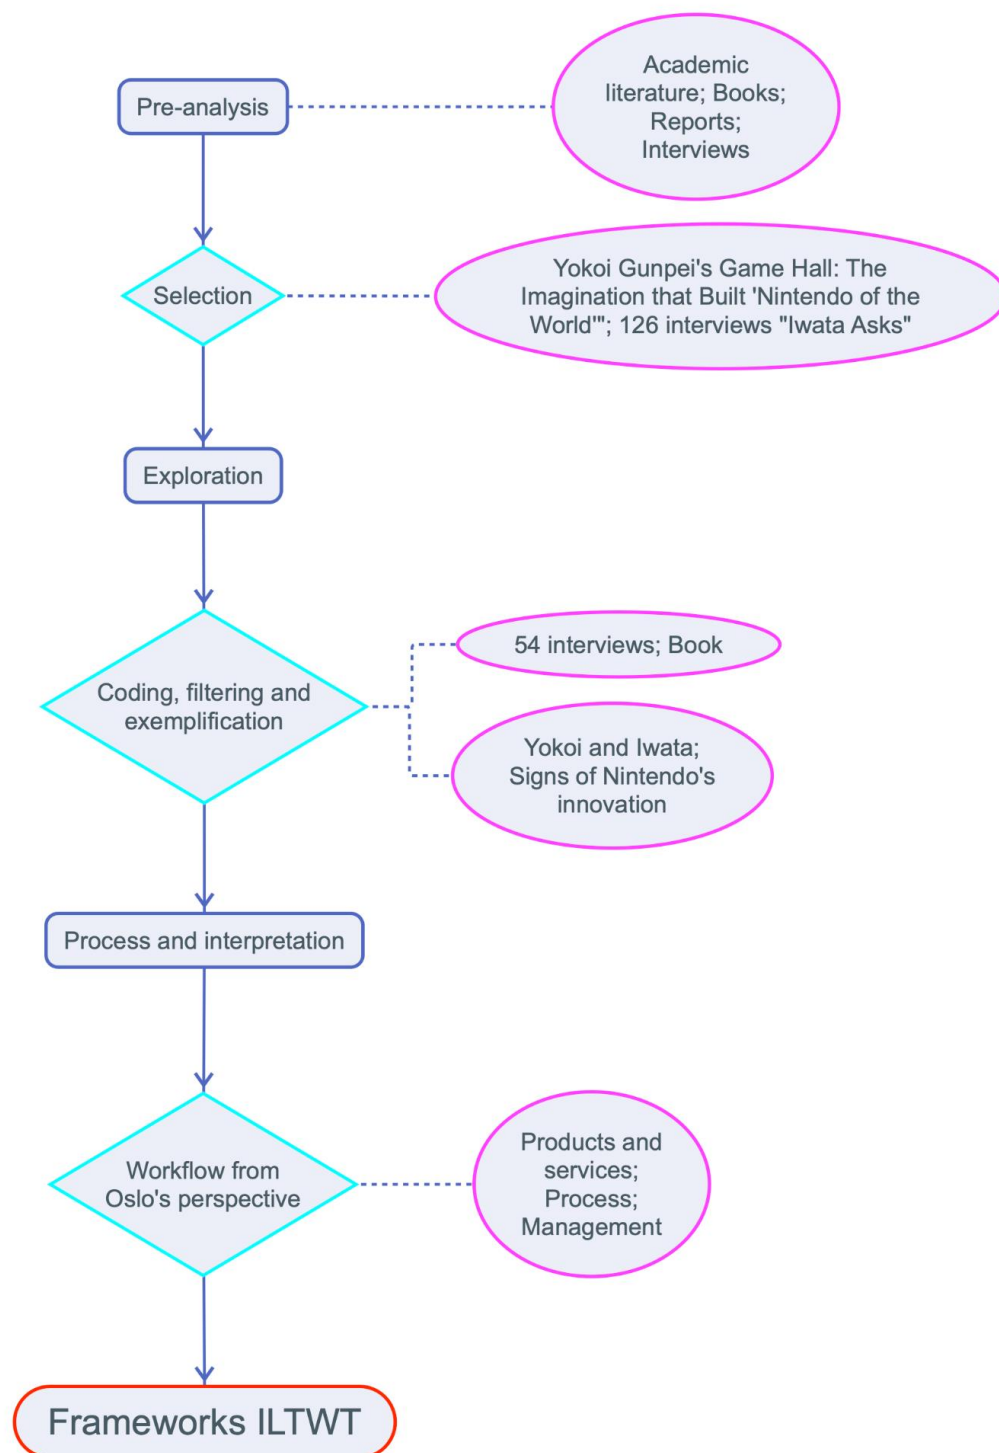 Pre-analysis
Academic
literature; Books;
Reports;
Interviews
Selection
Yokoi Gunpei's Game Hall: The
Imagination that Built 'Nintendo of the
World'"; 126 interviews "Iwata Asks"
Exploration
Coding, filtering and
exemplification
54 interviews; Book
Yokoi and Iwata;
Signs of Nintendo's
innovation
Process and interpretation
Workflow from
Oslo's perspective
Products and
services;
Process;
Management
Frameworks ILTWT